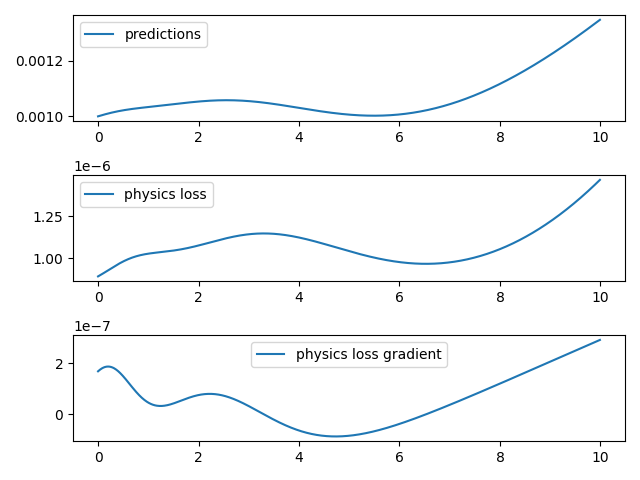 predictions
0.0012
0.0010
0 2 4 6 8 10
1e−6
physics loss
1.25
1.00
0 2 4 6 8 10
1e−7
physics loss gradient
2
0
0 2 4 6 8 10